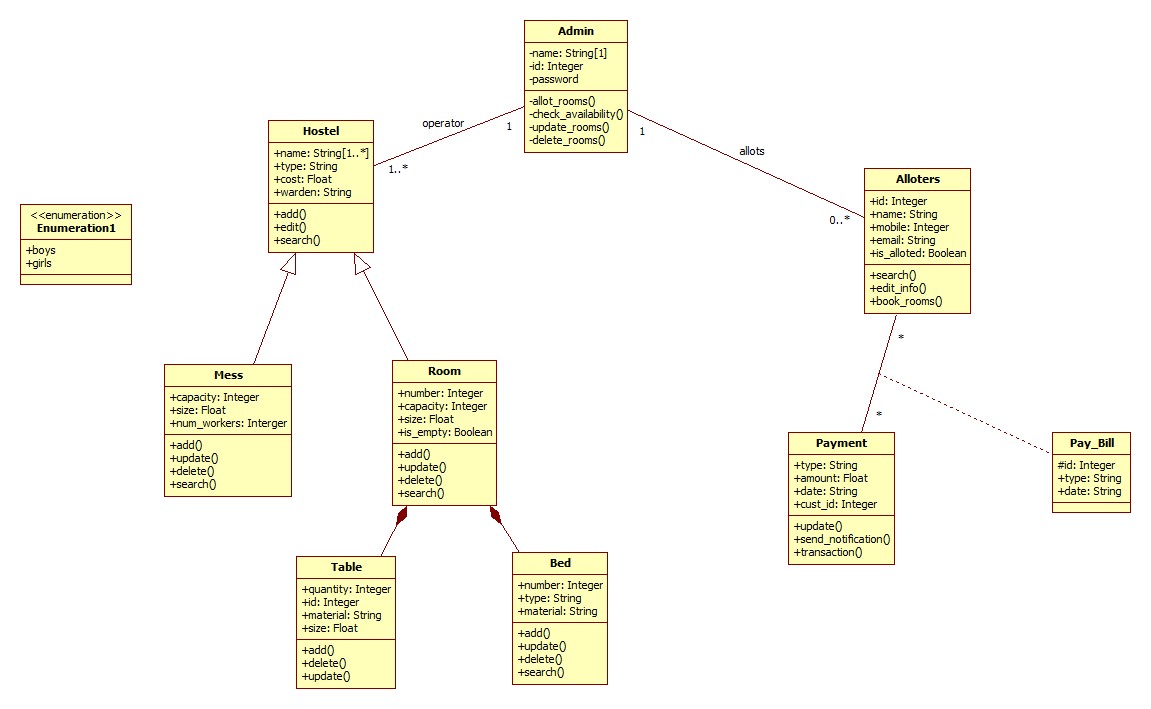 Admin
-name: String[1]
-id: Integer
-password
-allot_rooms()
-check_availability()
-update_rooms()
-delete_rooms()
operator
1
1..*
1
allots
0..*
Hostel
+name: String[1..*]
+type: String
+cost: Float
+warden: String
+add()
+edit()
+search()
Alloters
+id: Integer
+name: String
+mobile: Integer
+email: String
+is_alloted: Boolean
+search()
+edit_info()
+book_rooms()
<<enumeration>>
Enumeration1
+boys
+girls
*
*
Mess
+capacity: Integer
+size: Float
+num_workers: Interger
+add()
+update()
+delete()
+search()
Room
+number: Integer
+capacity: Integer
+size: Float
+is_empty: Boolean
+add()
+update()
+delete()
+search()
Payment
+type: String
+amount: Float
+date: String
+cust_id: Integer
+update()
+send_notification()
+transaction()
Pay_Bill
#id: Integer
+type: String
+date: String
Table
+quantity: Integer
+id: Integer
+material: String
+size: Float
+add()
+delete()
+update()
Bed
+number: Integer
+type: String
+material: String
+add()
+update()
+delete()
+search()